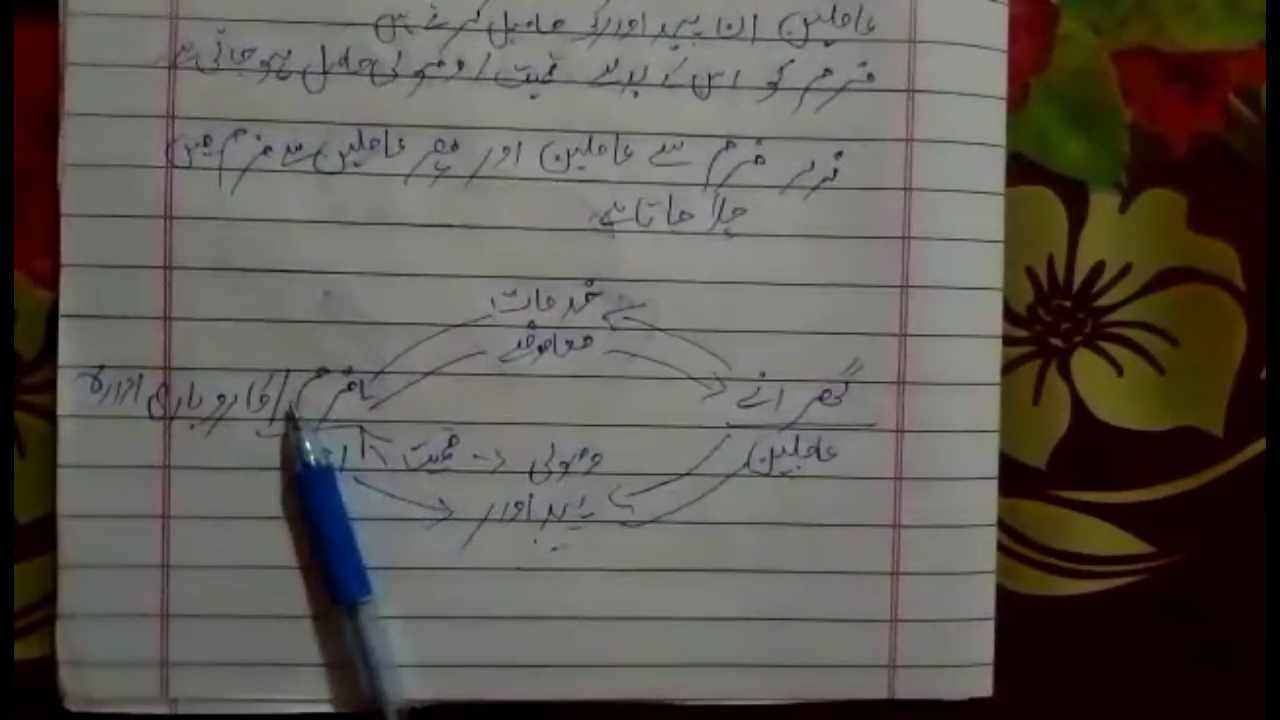 عاملین ان پیداوار کو حاصل کرتے ہیں
فرم کو اس کے بدلے قیمت / وصولی حاصل ہو جاتی ہے
زر فرم سے عاملین اور پھر عاملین سے فرم میں
چلا جاتا ہے
خدمات
معاوضے
گھرانے
فرم / کاروباری ادارہ
عاملین
وصولی
قیمت
پیداوار